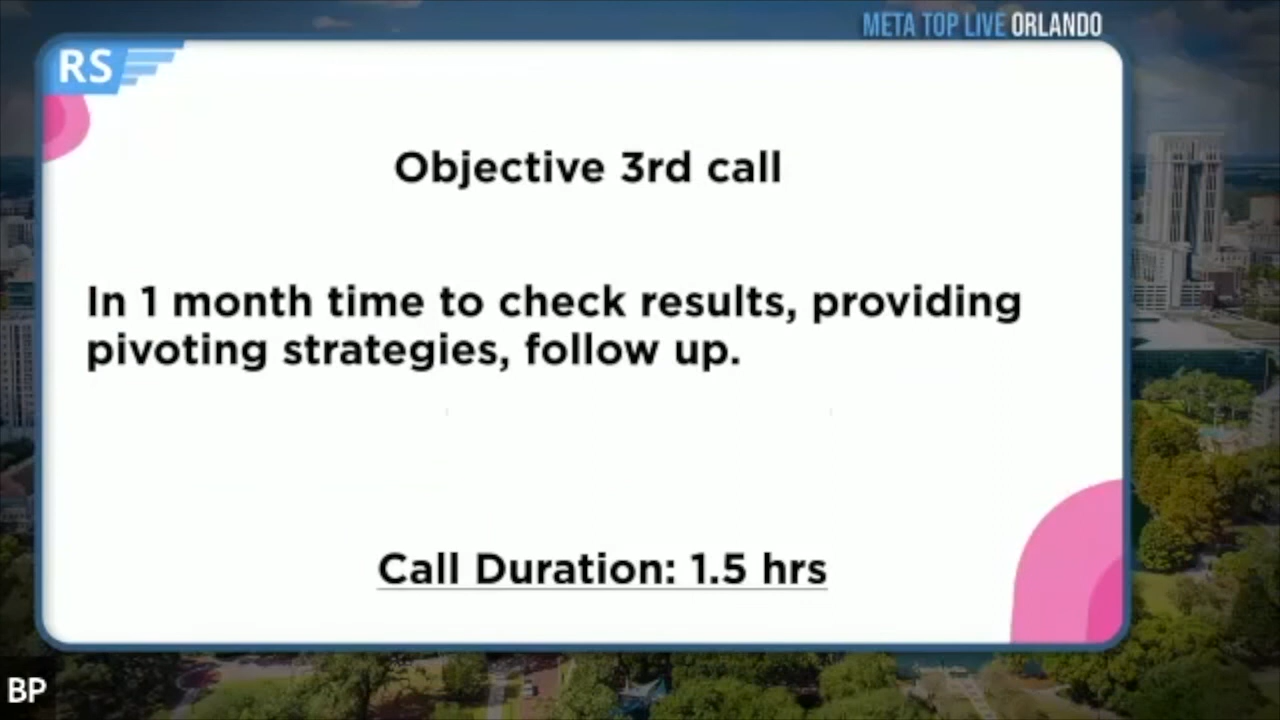 META TOP LIVE ORLANDO
RS
Objective 3rd call
In 1 month time to check results, providing
pivoting strategies, follow up.
Call Duration: 1.5 hrs
BP